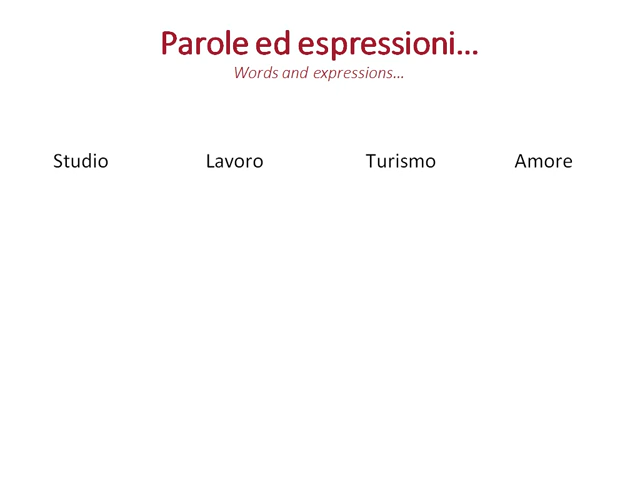 Parole ed espressioni...
Words and expressions...
Studio Lavoro Turismo Amore